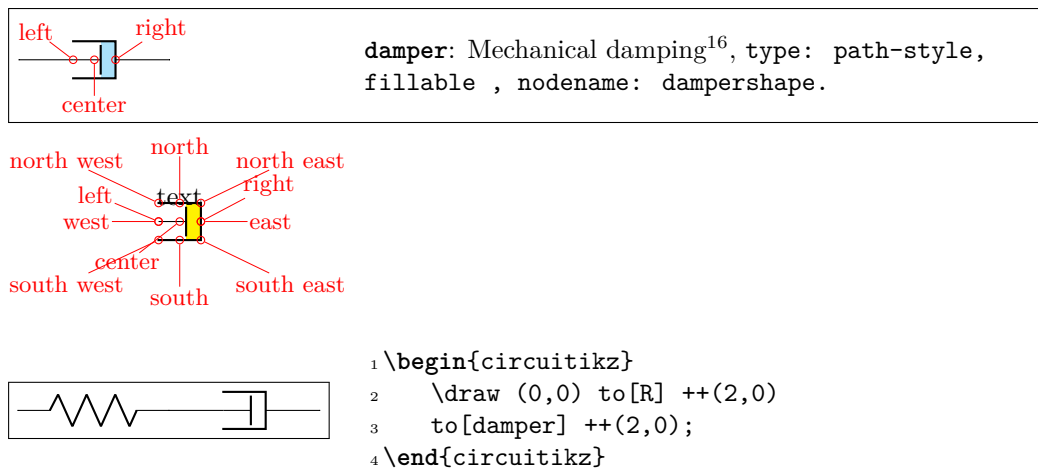 left
right
center
damper: Mechanical damping16, type: path-style,
fillable , nodename: dampershape.
north
north west
north east
text
left
right
west
east
center
south west
south east
south
1 \begin{circuitikz}
2 \draw (0,0) to[R] ++(2,0)
3 to[damper] ++(2,0);
4 \end{circuitikz}